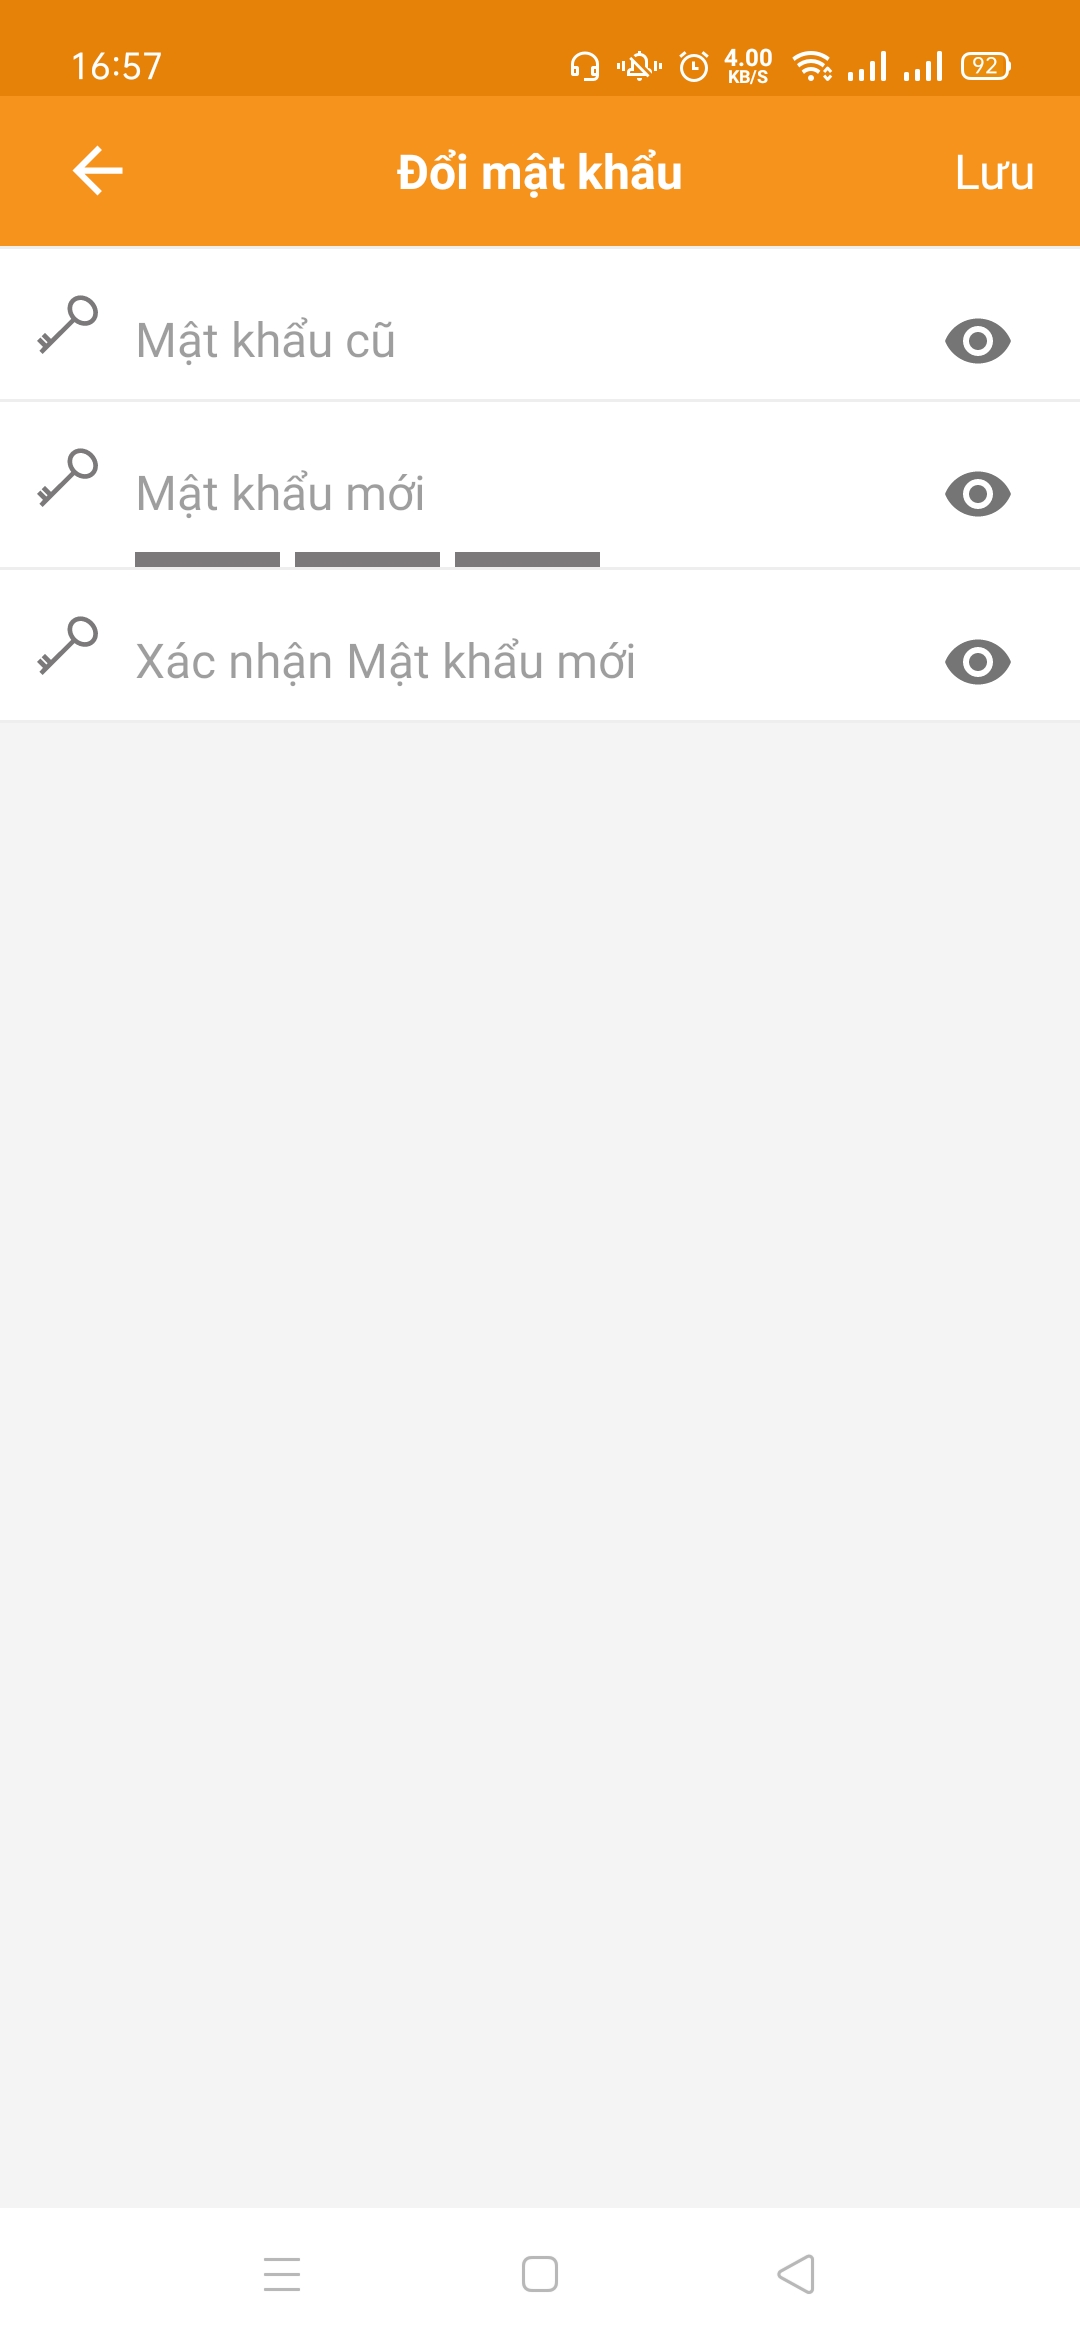 16:57
4.00
KB/S
92
Đổi mật khẩu
Lưu
Mật khẩu cũ
Mật khẩu mới
Xác nhận Mật khẩu mới